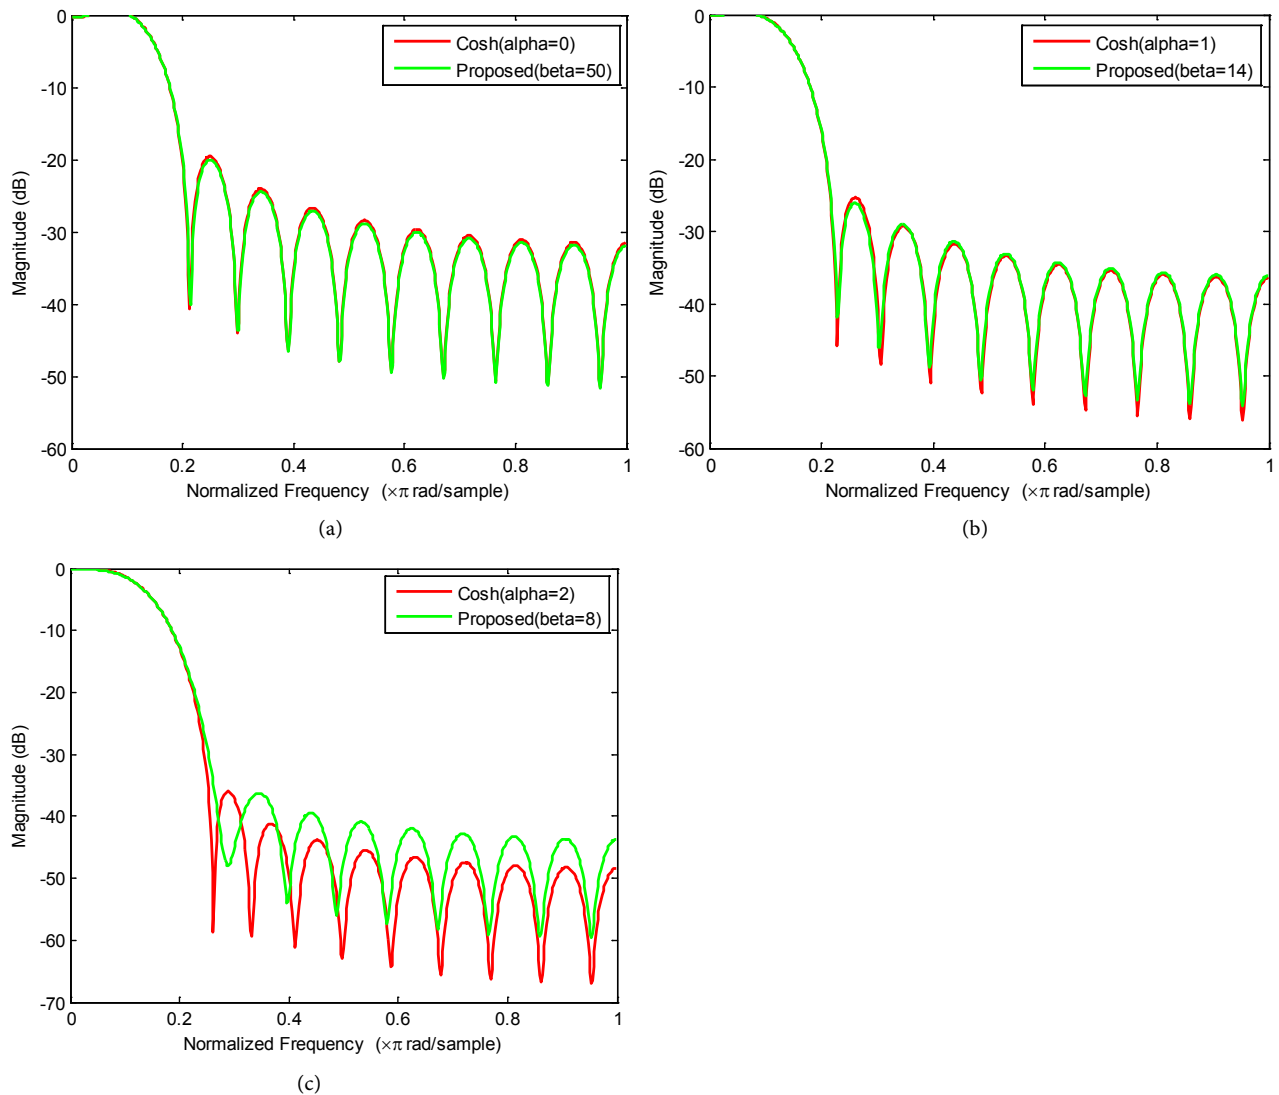 0
-10
-20
-30
-40
-50
-60
Magnitude (dB)
0
0.2
0.4
0.6
0.8
1
Normalized Frequency (×π rad/sample)
Cosh(alpha=0)
Proposed(beta=50)
(a)
0
-10
-20
-30
-40
-50
-60
Magnitude (dB)
0
0.2
0.4
0.6
0.8
1
Normalized Frequency (×π rad/sample)
Cosh(alpha=1)
Proposed(beta=14)
(b)
0
-10
-20
-30
-40
-50
-60
-70
Magnitude (dB)
0
0.2
0.4
0.6
0.8
1
Normalized Frequency (×π rad/sample)
Cosh(alpha=2)
Proposed(beta=8)
(c)